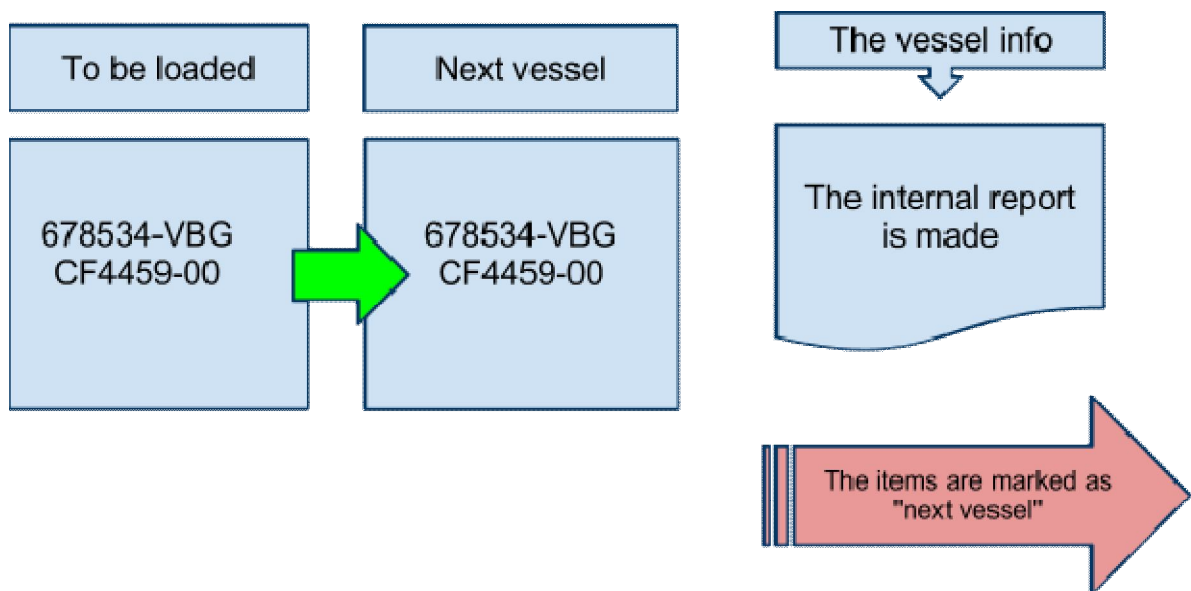 To be loaded
Next vessel
The vessel info
678534-VBG
CF4459-00
678534-VBG
CF4459-00
The internal report
is made
The items are marked as
"next vessel"